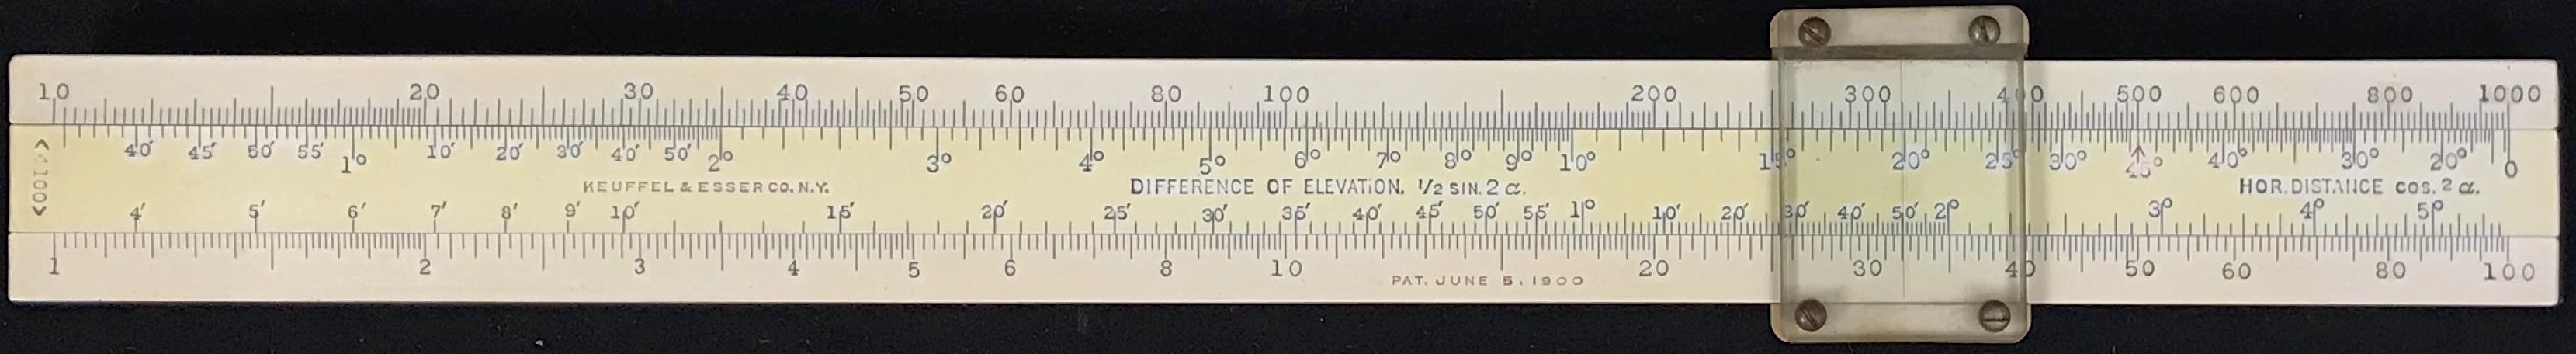 10 20 30 40 50 60 80 100 200 300 400 500 600 800 1000
40' 45' 50' 55' 1° 10' 20' 30' 40' 50' 2° 3° 4° 5° 6° 7° 8° 9° 10° 15° 20° 25° 30° 45° 40° 30° 20° 0
KEUFFEL & ESSER CO. N.Y. DIFFERENCE OF ELEVATION. 1/2 SIN. 2 α. HOR. DISTANCE COS. 2 α.
4' 5' 6' 7' 8' 9' 10' 15' 20' 25' 30' 35' 40' 45' 50' 55' 1° 10' 20' 30' 40' 50' 2° 3° 4° 5°
1 2 3 4 5 6 8 10 20 30 40 50 60 80 100
PAT. JUNE 5, 1900